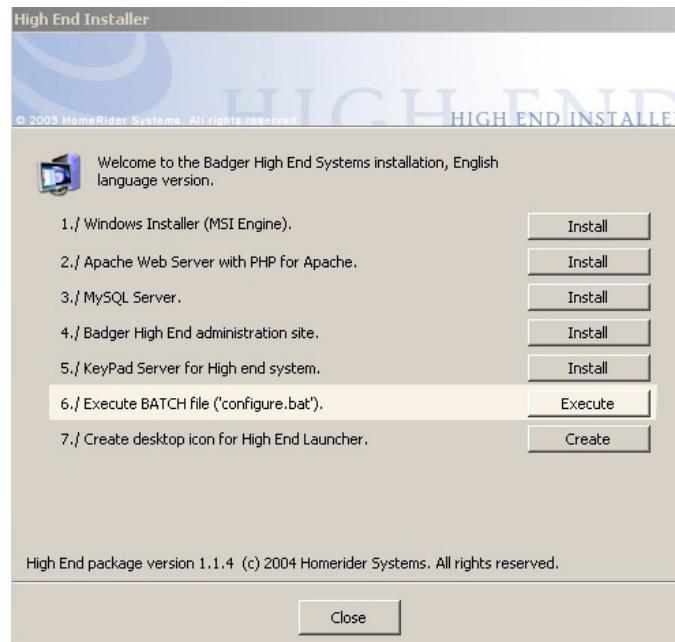 High End Installer
HIGH END
© 2003 HomeRider Systems. All rights reserved.
HIGH END INSTALLE
Welcome to the Badger High End Systems installation, English
language version.
1./ Windows Installer (MSI Engine).
Install
2./ Apache Web Server with PHP for Apache.
Install
3./ MySQL Server.
Install
4./ Badger High End administration site.
Install
5./ KeyPad Server for High end system.
Install
6./ Execute BATCH file ('configure.bat').
Execute
7./ Create desktop icon for High End Launcher.
Create
High End package version 1.1.4 (c) 2004 Homerider Systems. All rights reserved.
Close